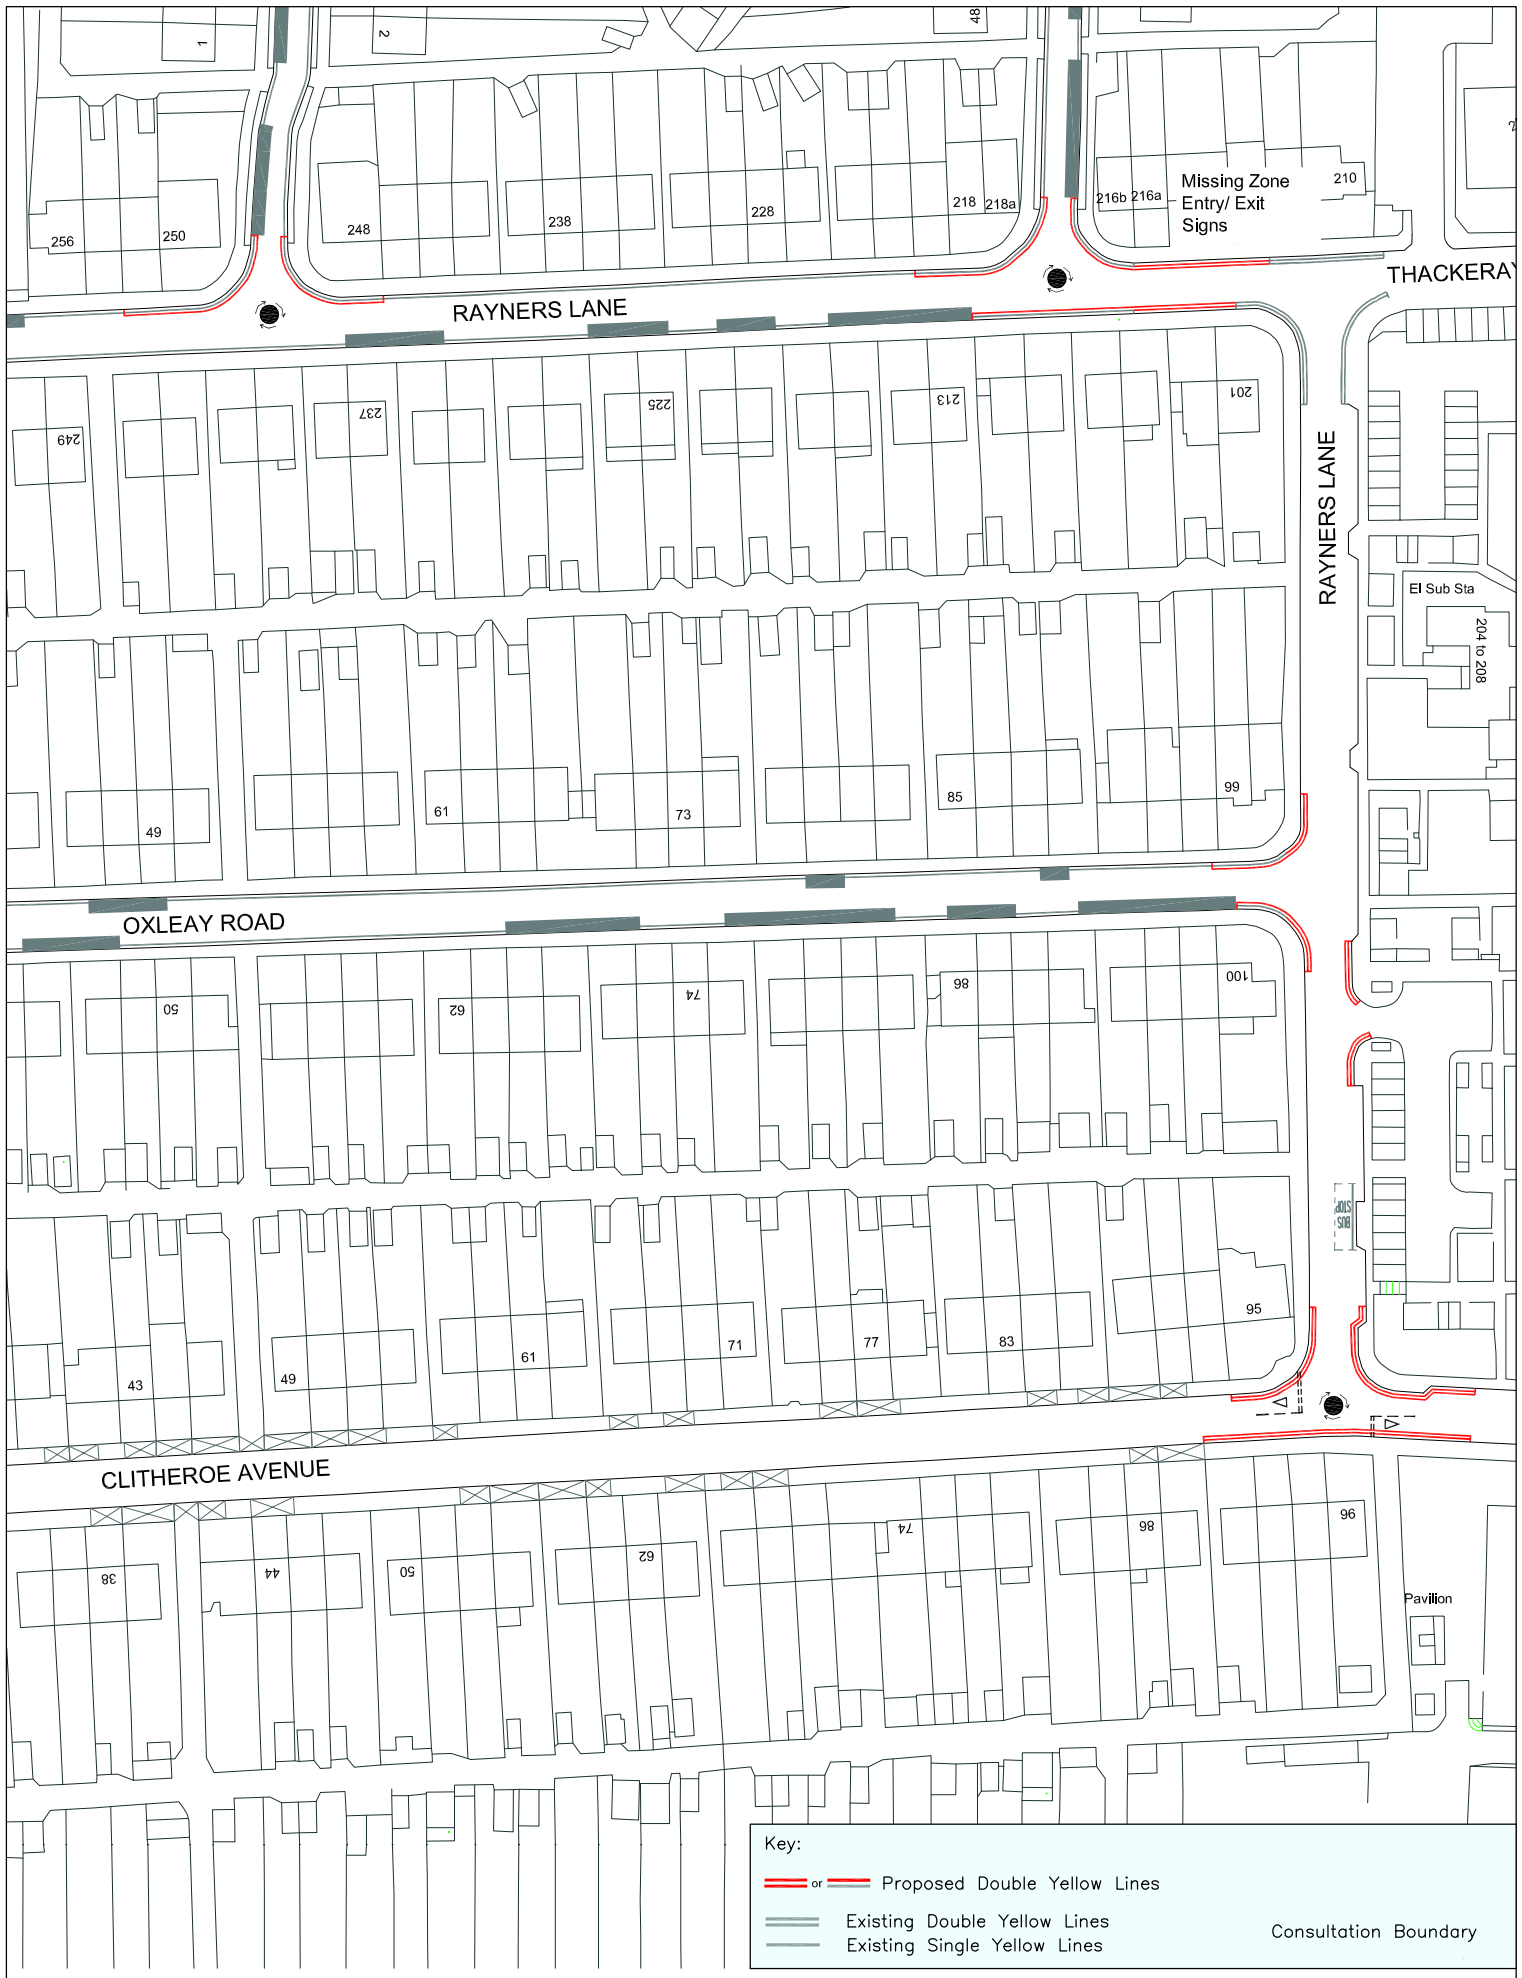 1
2
48
256
250
248
238
228
218
218a
216b
216a
Missing Zone
Entry/ Exit
Signs
210
RAYNERS LANE
THACKERAY
249
237
225
213
201
RAYNERS LANE
El Sub Sta
204 to 208
49
61
73
85
99
OXLEAY ROAD
50
62
74
86
100
BUS
STOP
43
49
61
71
77
83
95
CLITHEROE AVENUE
38
44
50
62
74
86
96
Pavilion
Key:
or Proposed Double Yellow Lines
Existing Double Yellow Lines
Existing Single Yellow Lines
Consultation Boundary